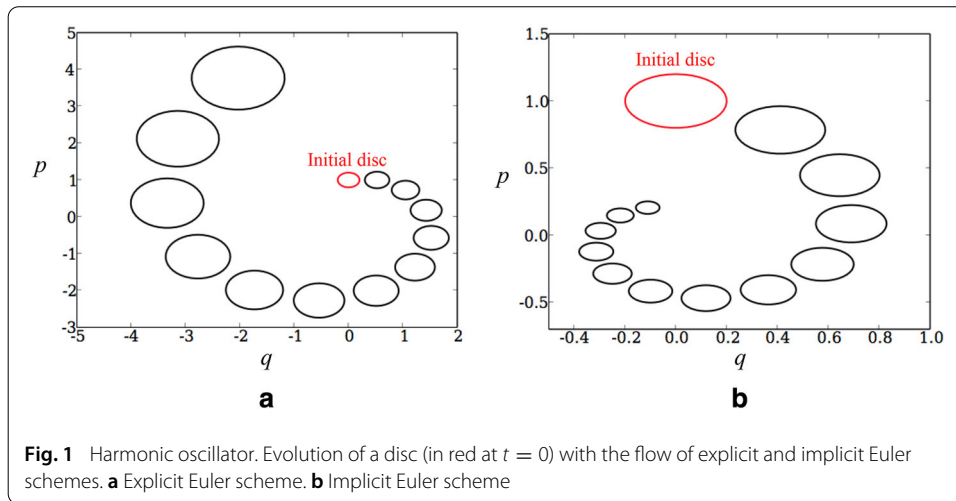 5
4
3
2
1
0
-1
-2
-3
p
Initial disc
-5 -4 -3 -2 -1 0 1 2
q
a
1.5
1.0
0.5
0.0
-0.5
p
Initial disc
-0.4 -0.2 0.0 0.2 0.4 0.6 0.8 1.0
q
b
Fig. 1 Harmonic oscillator. Evolution of a disc (in red at t = 0) with the flow of explicit and implicit Euler
schemes. a Explicit Euler scheme. b Implicit Euler scheme